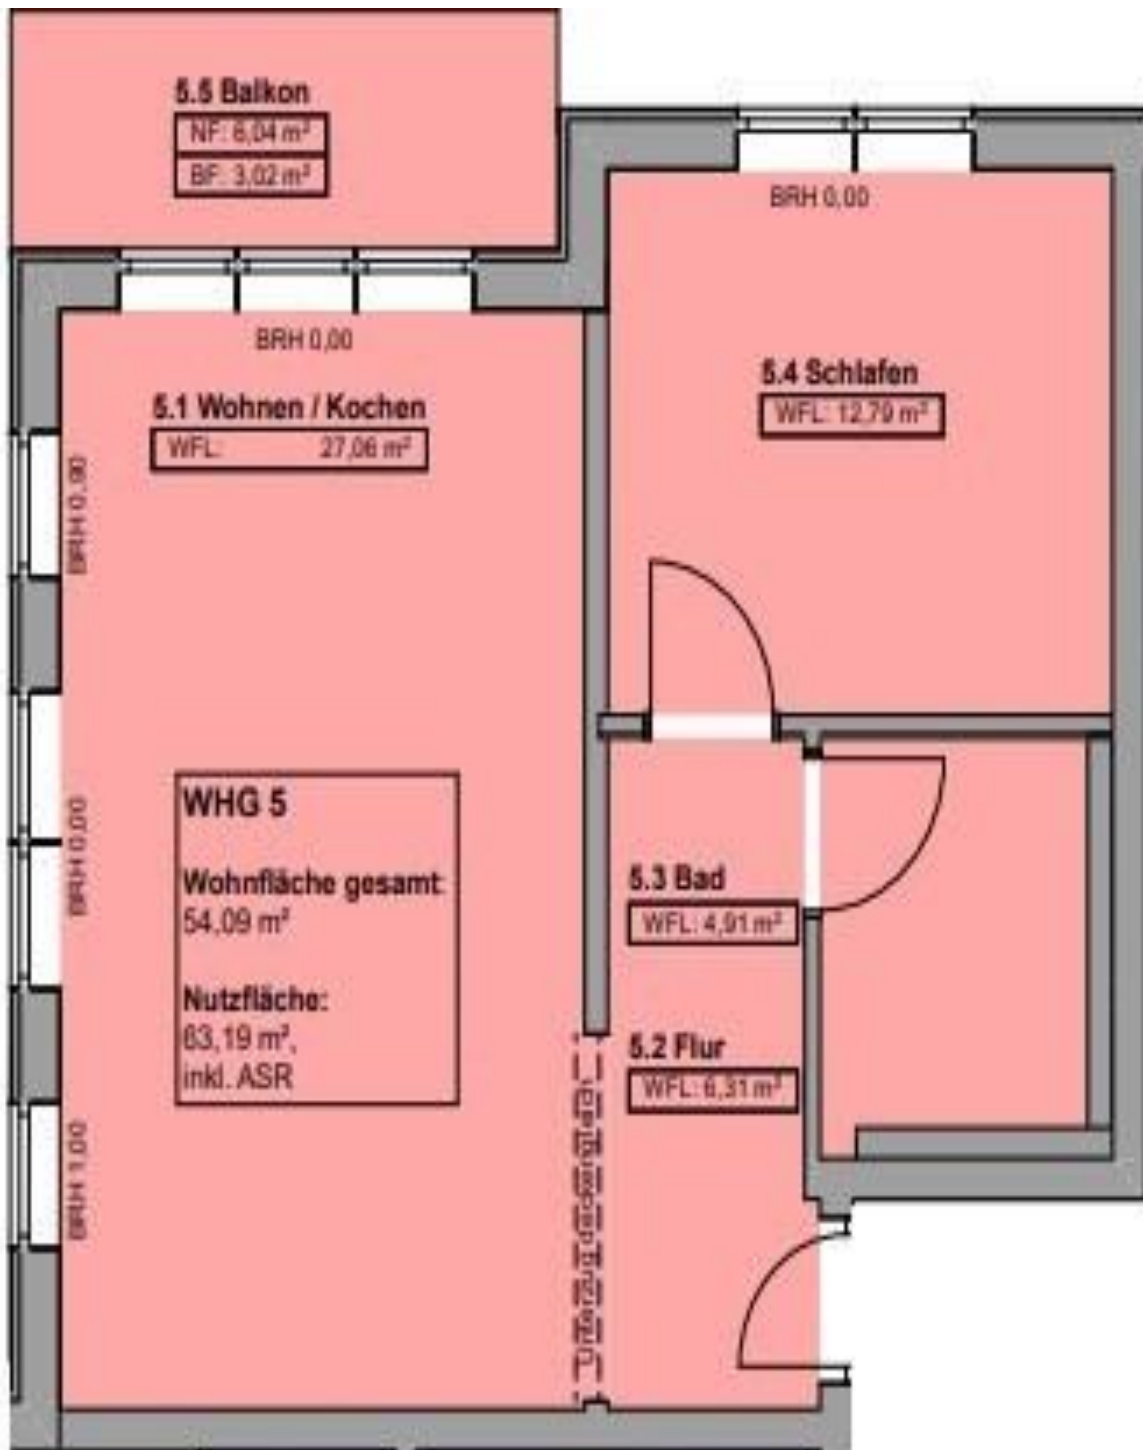 5.5 Balkon
NF: 6,04 m²
BF: 3,02 m²
BRH 0,00
BRH 0,00
5.4 Schlafen
WFL: 12,79 m²
5.1 Wohnen / Kochen
WFL: 27,06 m²
BRH 0,90
WHG 5
Wohnfläche gesamt:
54,09 m²
Nutzfläche:
63,19 m²,
inkl. ASR
BRH 0,00
5.3 Bad
WFL: 4,91 m²
5.2 Flur
WFL: 6,31 m²
BRH 1,00